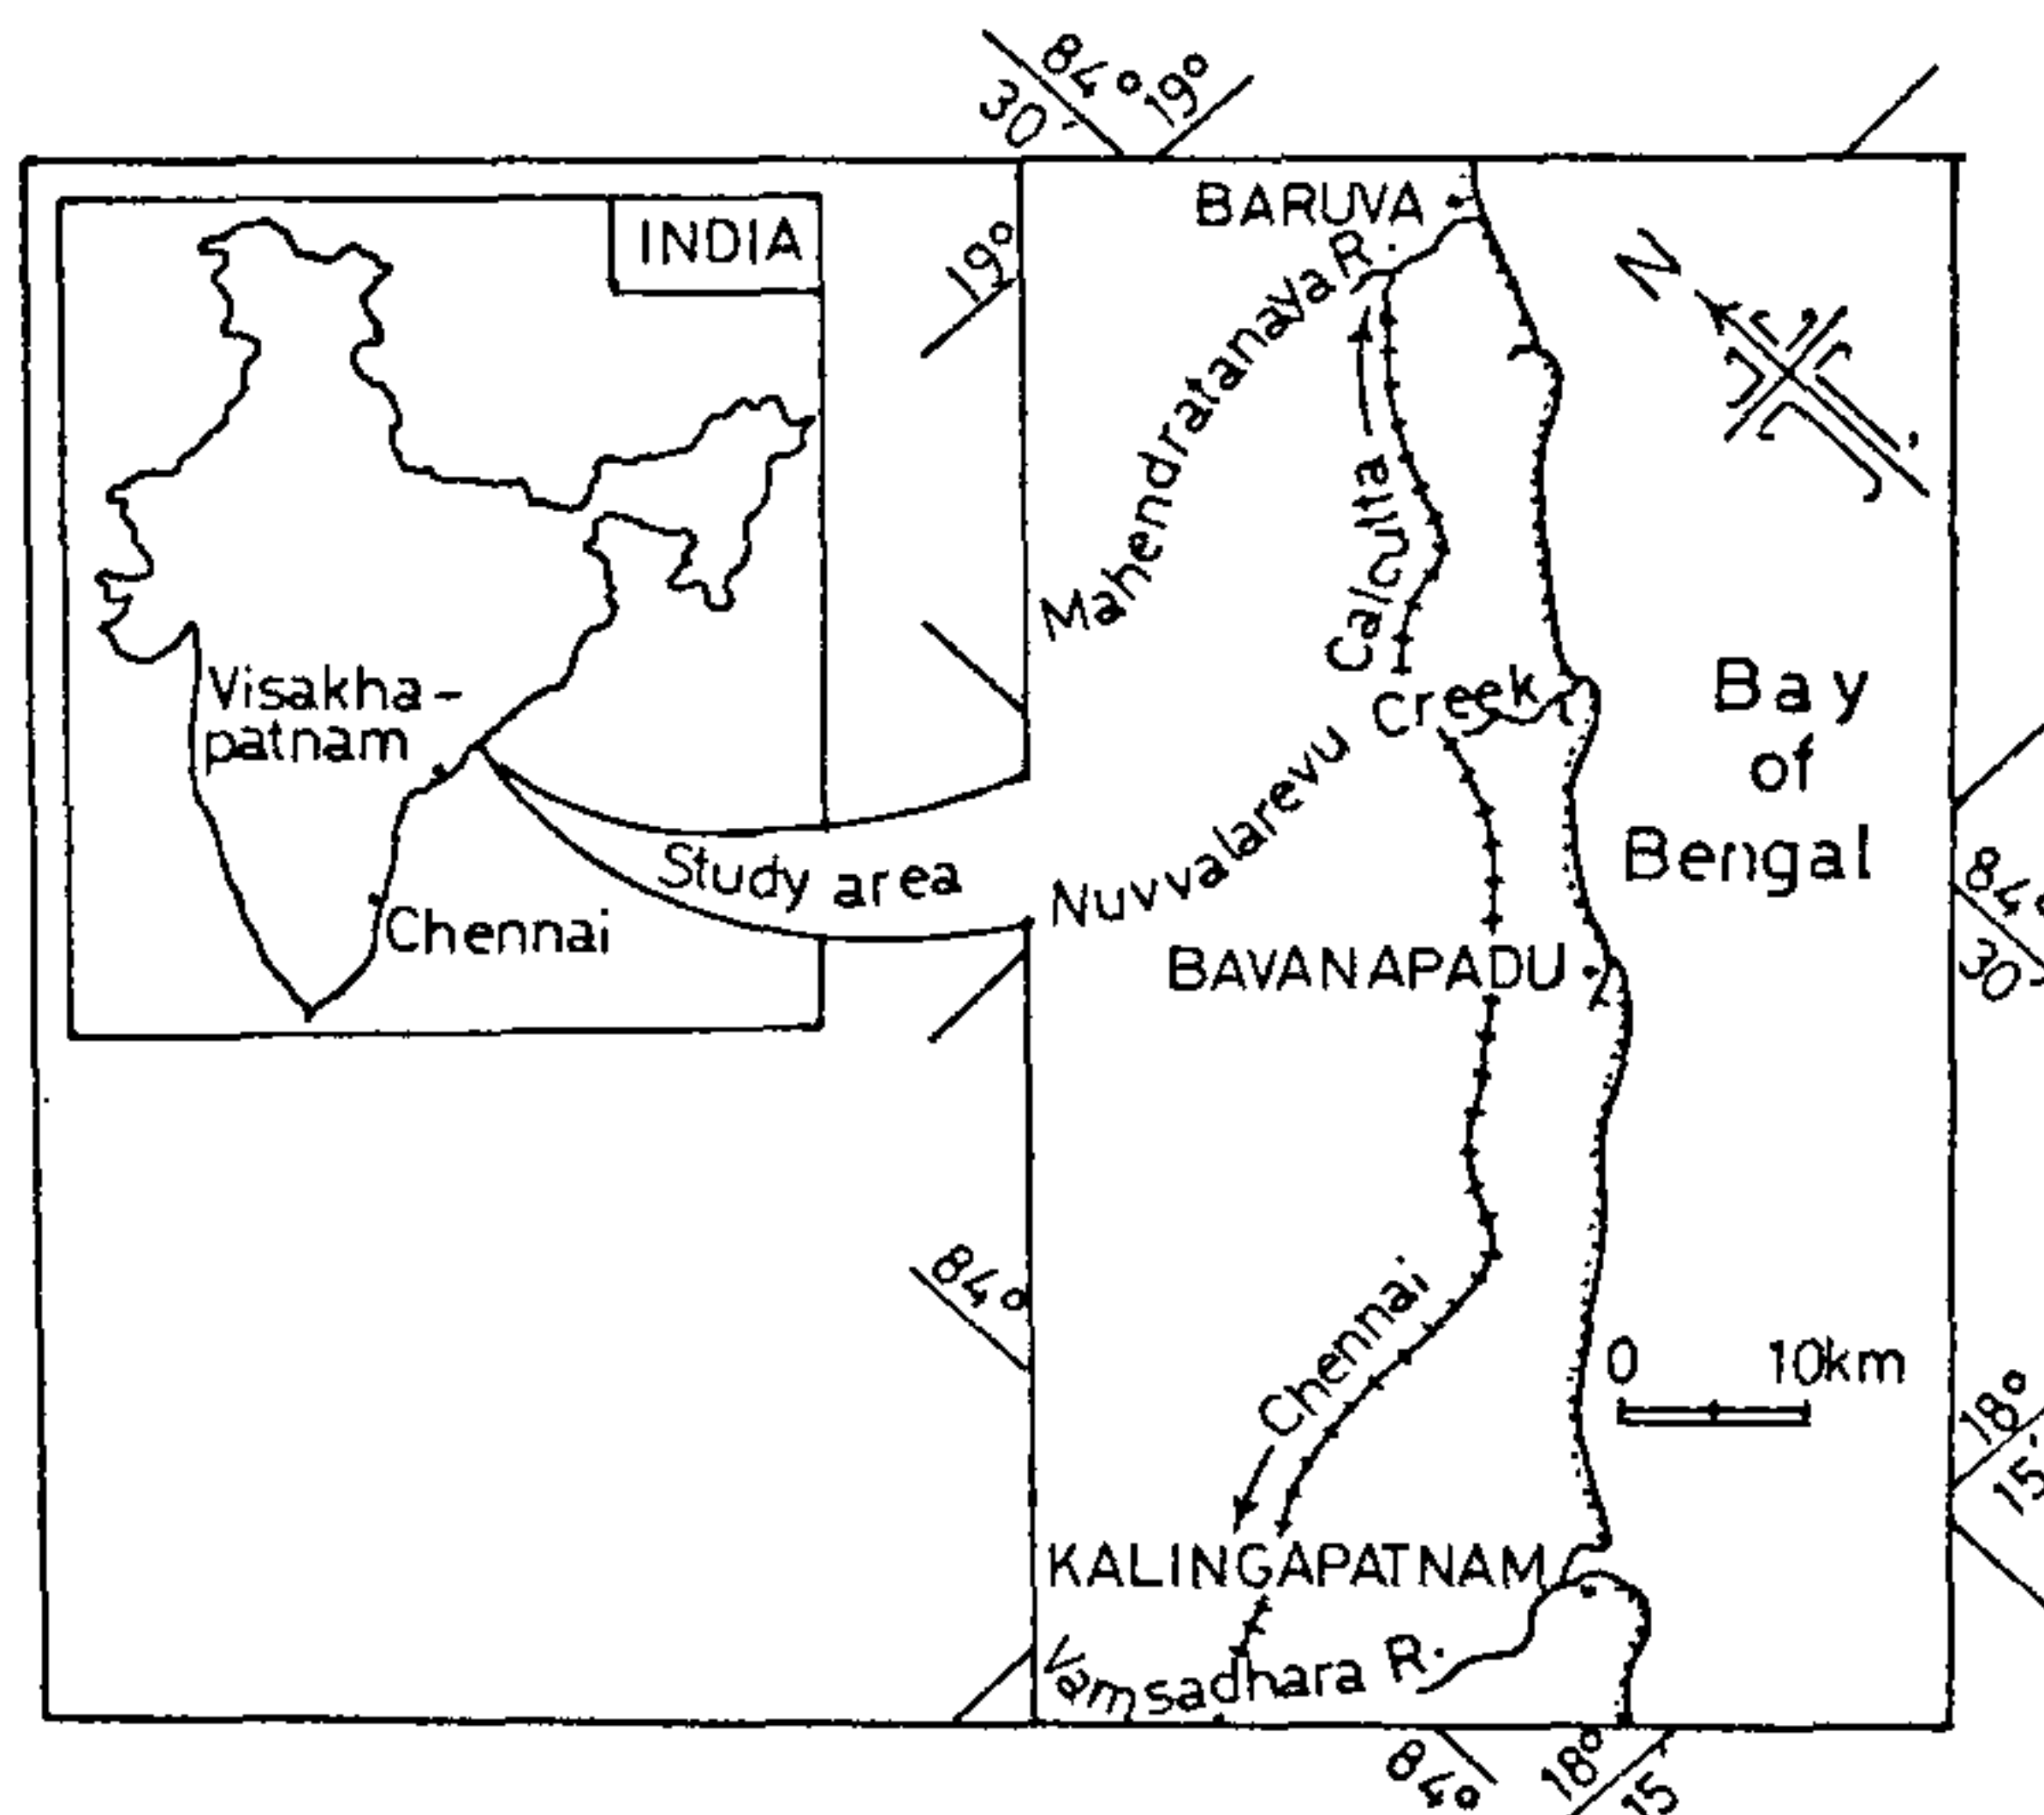 84° 19°
30′
INDIA
BARUVA
N
19°
Mahendratanaya R.
Calcutta
Visakha-
patnam
Creek
Bay
of
Bengal
Nuvvalarevu
Study area
84°
30′
Chennai
BAVANAPADU
84°
Chennai
0 10km
18°
15′
KALINGAPATNAM
Vamsadhara R.
84° 18°
15